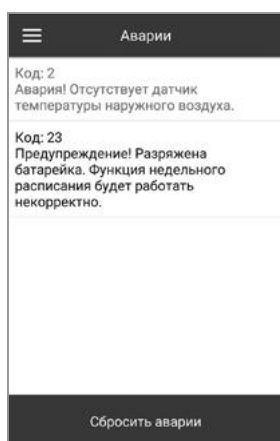 Аварии
Код: 2
Авария! Отсутствует датчик
температуры наружного воздуха.
Код: 23
Предупреждение! Разряжена
батарейка. Функция недельного
расписания будет работать
некорректно.
Сбросить аварии